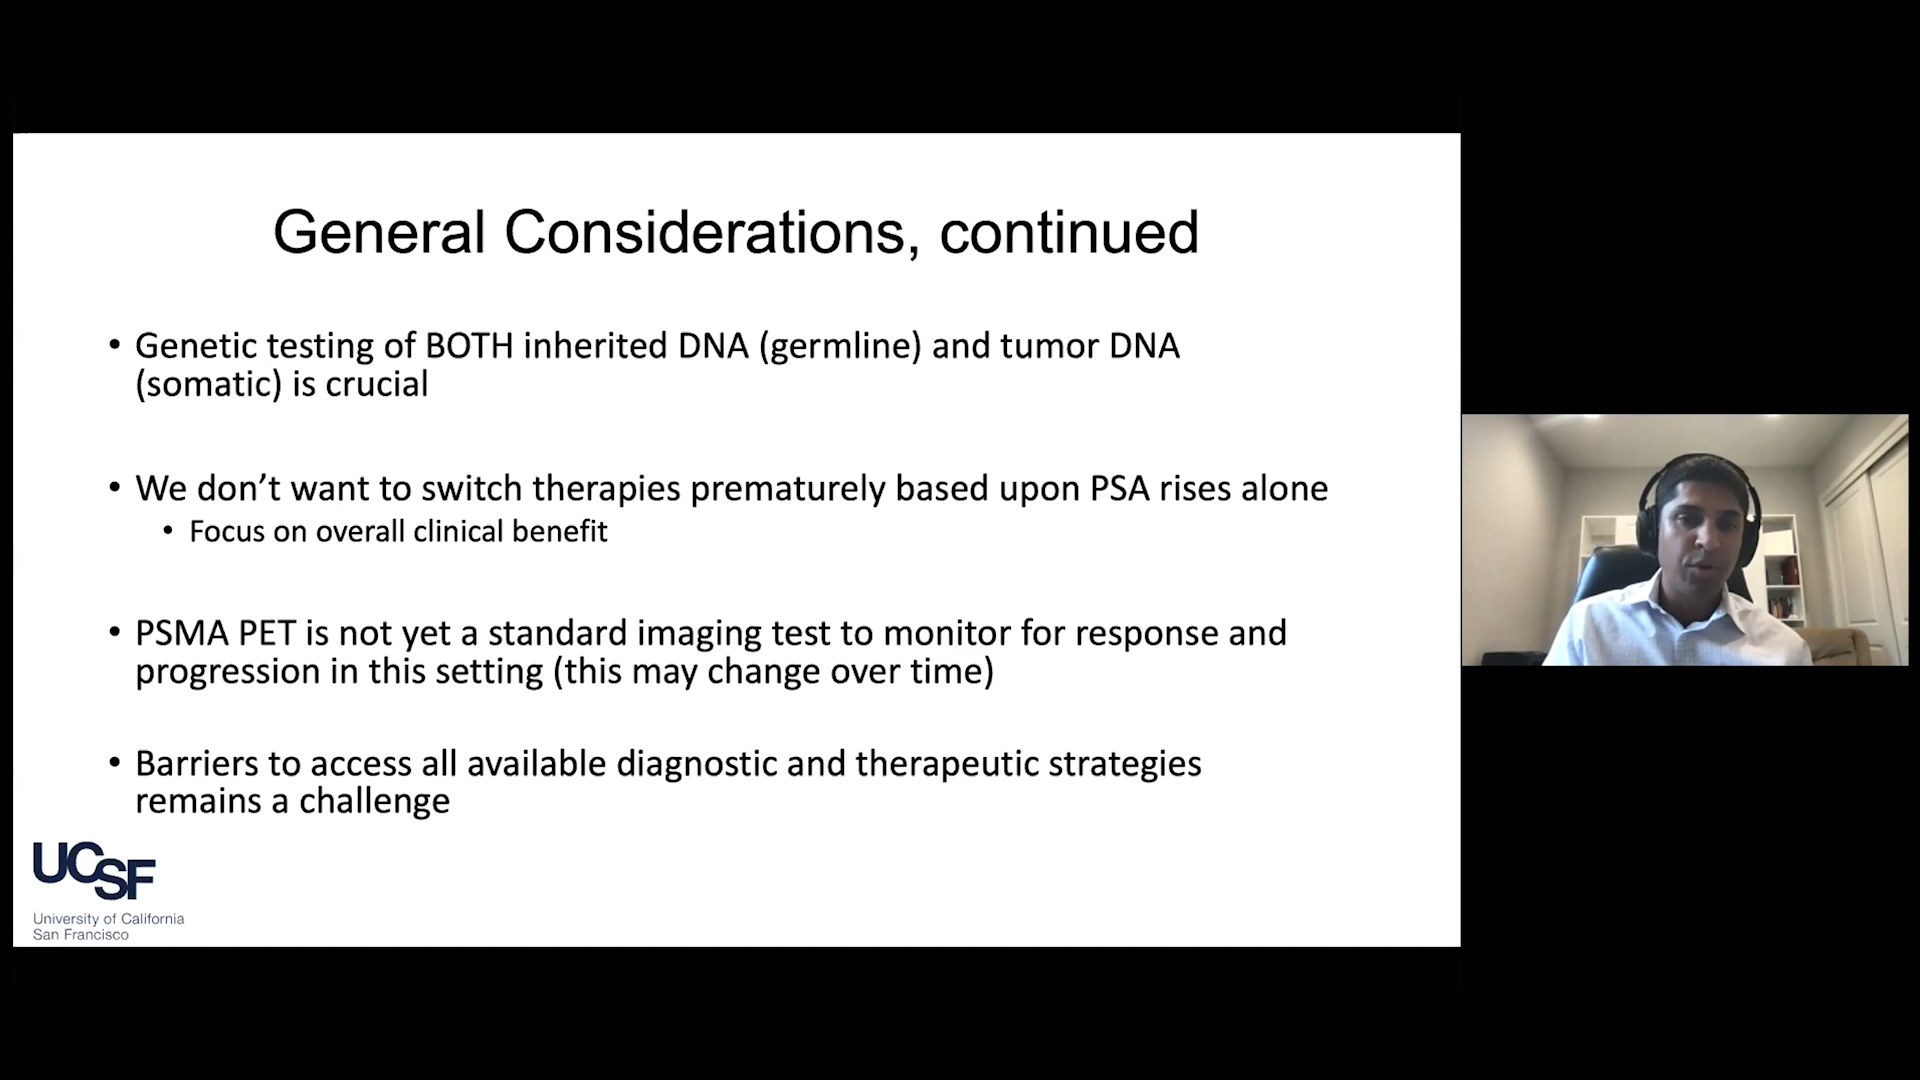 General Considerations, continued
• Genetic testing of BOTH inherited DNA (germline) and tumor DNA
(somatic) is crucial
• We don’t want to switch therapies prematurely based upon PSA rises alone
• Focus on overall clinical benefit
• PSMA PET is not yet a standard imaging test to monitor for response and
progression in this setting (this may change over time)
• Barriers to access all available diagnostic and therapeutic strategies
remains a challenge
UCSF
University of California
San Francisco